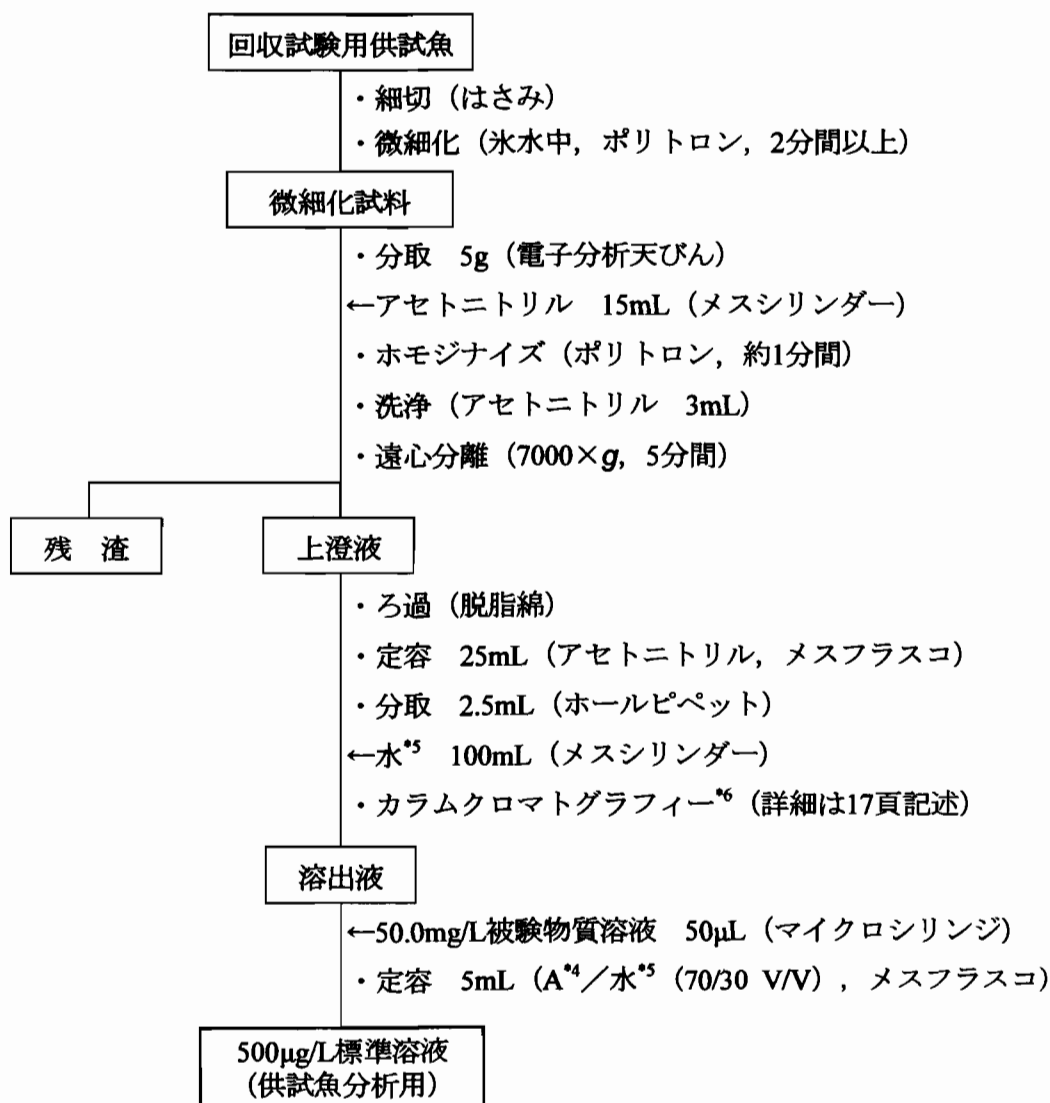 回収試験用供試魚
・細切（はさみ）
・微細化（氷水中，ポリトロン，2分間以上）
微細化試料
・分取　5g（電子分析天びん）
←アセトニトリル　15mL（メスシリンダー）
・ホモジナイズ（ポリトロン，約1分間）
・洗浄（アセトニトリル　3mL）
・遠心分離（7000×g，5分間）
残　渣
上澄液
・ろ過（脱脂綿）
・定容　25mL（アセトニトリル，メスフラスコ）
・分取　2.5mL（ホールピペット）
←水*5　100mL（メスシリンダー）
・カラムクロマトグラフィー*6（詳細は17頁記述）
溶出液
←50.0mg/L被験物質溶液　50μL（マイクロシリンジ）
・定容　5mL（A*4／水*5（70/30 V/V），メスフラスコ）
500μg/L標準溶液
（供試魚分析用）